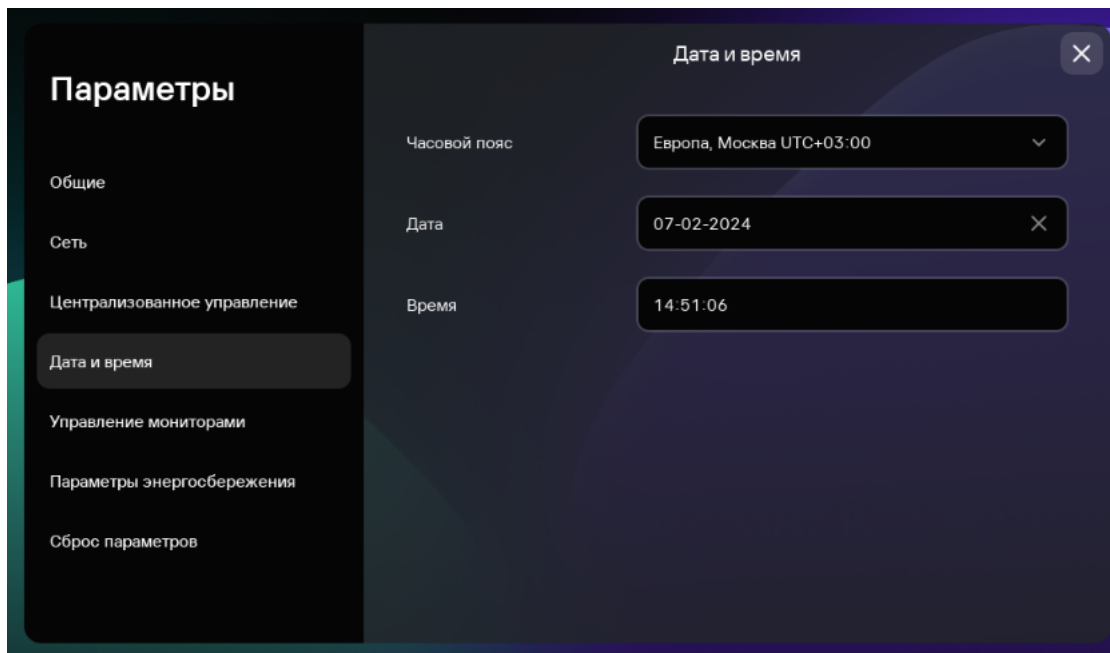 Параметры
Общие
Сеть
Централизованное управление
Дата и время
Управление мониторами
Параметры энергосбережения
Сброс параметров
Дата и время
Часовой пояс
Европа, Москва UTC+03:00
Дата
07-02-2024
Время
14:51:06